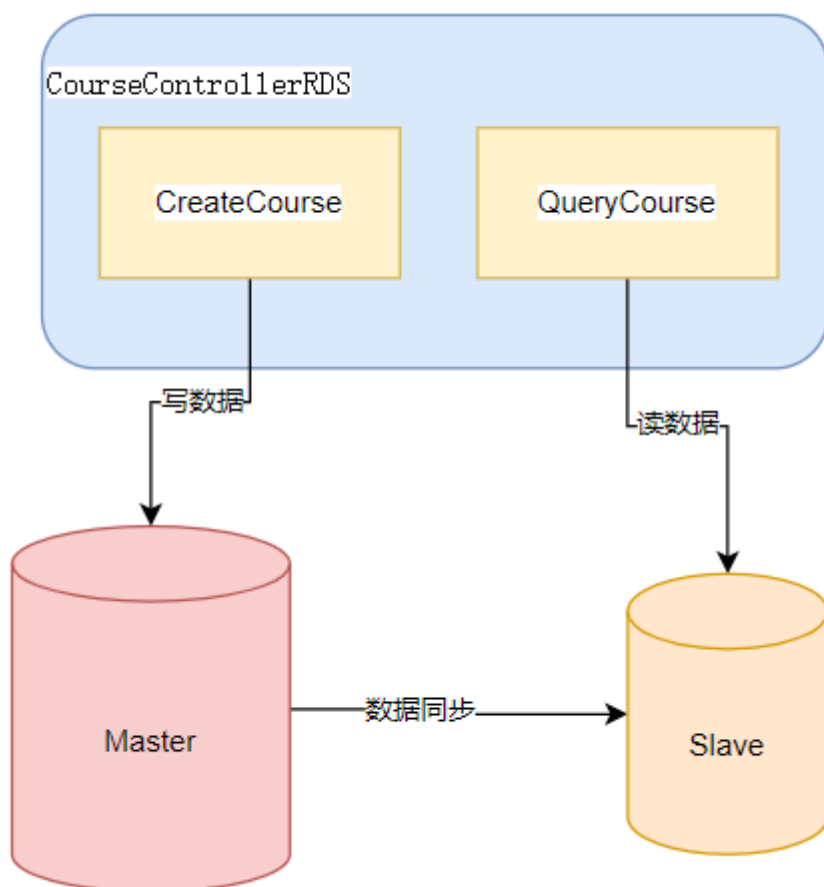 CourseControllerRDS
CreateCourse
QueryCourse
写数据
读数据
数据同步
Master
Slave